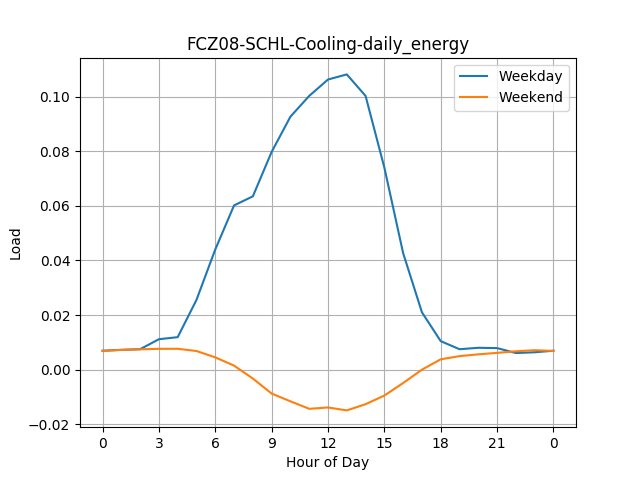 FCZ08-SCHL-Cooling-daily_energy
Weekday
Weekend
Load
0.10
0.08
0.06
0.04
0.02
0.00
−0.02
0 3 6 9 12 15 18 21 0
Hour of Day